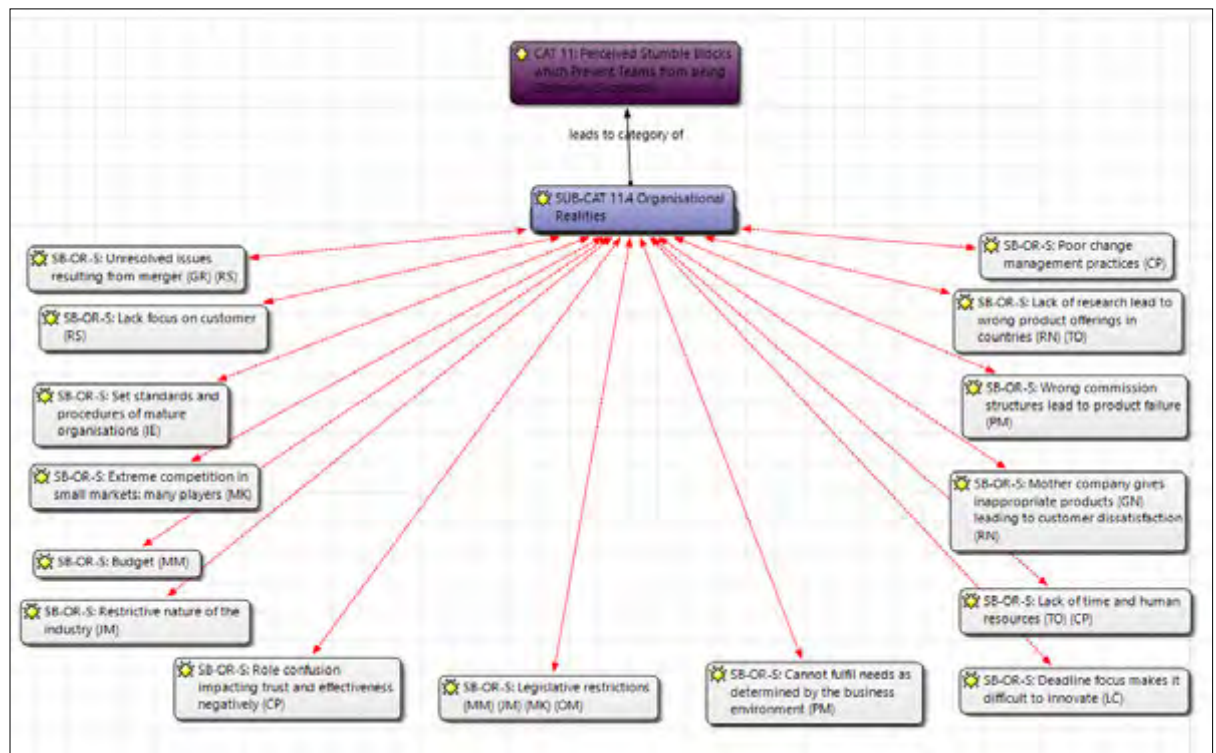 CAT 11: Perceived Stumble Blocks
which Prevent Teams from being
leads to category of
SUB-CAT 11.4 Organisational
Realities
SB-OR-S: Unresolved issues
resulting from merger (GR) (RS)
SB-OR-S: Lack focus on customer
(RS)
SB-OR-S: Set standards and
procedures of mature
organisations (IE)
SB-OR-S: Extreme competition in
small markets: many players (MK)
SB-OR-S: Budget (MM)
SB-OR-S: Restrictive nature of the
industry (JM)
SB-OR-S: Role confusion
impacting trust and effectiveness
negatively (CP)
SB-OR-S: Legislative restrictions
(MM) (JM) (MK) (OM)
SB-OR-S: Cannot fulfil needs as
determined by the business
environment (PM)
SB-OR-S: Poor change
management practices (CP)
SB-OR-S: Lack of research lead to
wrong product offerings in
countries (RN) (TO)
SB-OR-S: Wrong commission
structures lead to product failure
(PM)
SB-OR-S: Mother company gives
inappropriate products (GN)
leading to customer dissatisfaction
(RN)
SB-OR-S: Lack of time and human
resources (TO) (CP)
SB-OR-S: Deadline focus makes it
difficult to innovate (LC)